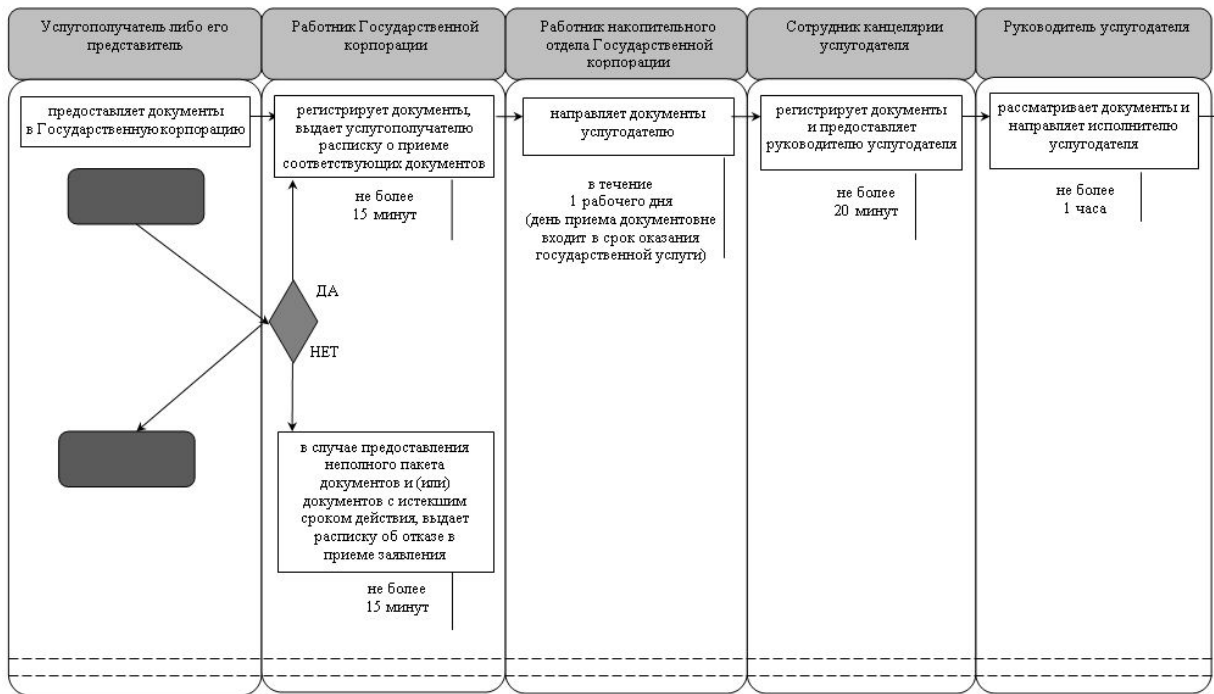 Услугополучатель либо его
представитель
Работник Государственной
корпорации
Работник накопительного
отдела Государственной
корпорации
Сотрудник канцелярии
услугодателя
Руководитель услугодателя
предоставляет документы
в Государственную корпорацию
регистрирует документы,
выдает услугополучателю
расписку о приеме
соответствующих документов
не более
15 минут
направляет документы
услугодателю
в течение
1 рабочего дня
(день приема документовне
входит в срок оказания
государственной услуги)
регистрирует документы
и предоставляет
руководителю услугодателя
не более
20 минут
рассматривает документы и
направляет исполнителю
услугодателя
не более
1 часа
ДА
НЕТ
в случае предоставления
неполного пакета
документов и (или)
документов с истекшим
сроком действия, выдает
расписку об отказе в
приеме заявления
не более
15 минут